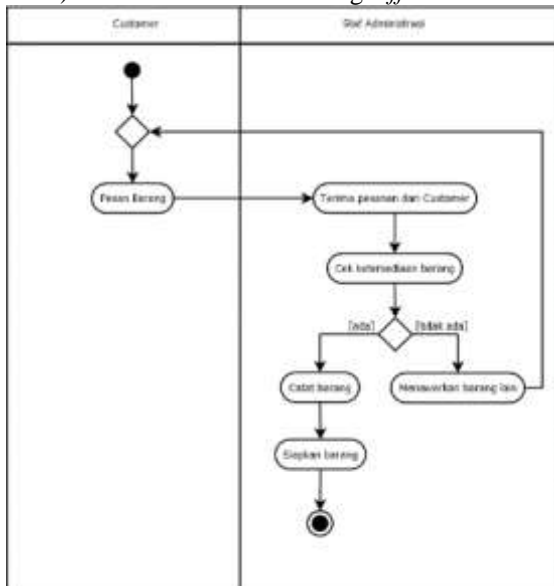 Customer
Staf Administrasi
Pesan Barang
Terima pesanan dari Customer
Cek ketersediaan barang
[ada]
[tidak ada]
Catat barang
Menawarkan barang lain
Siapkan barang